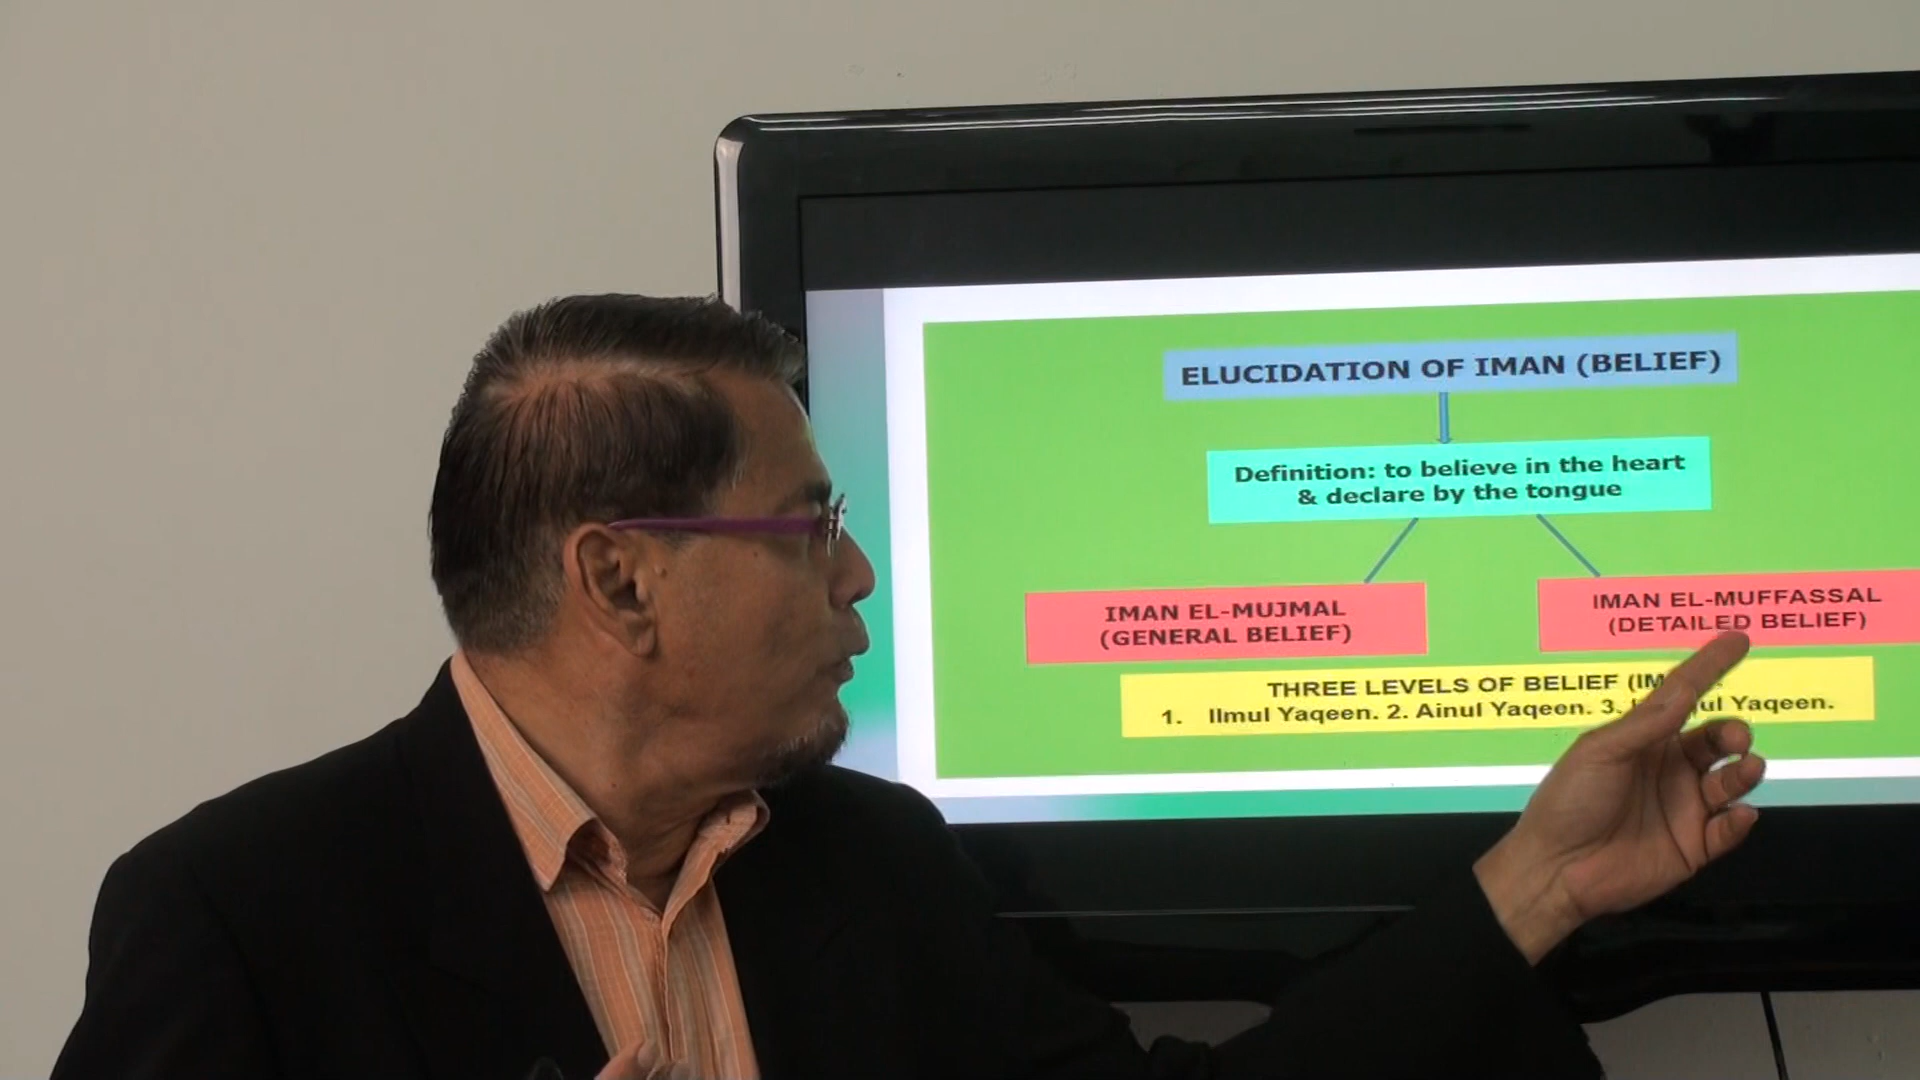 ELUCIDATION OF IMAN (BELIEF)
Definition: to believe in the heart
& declare by the tongue
IMAN EL-MUJMAL
(GENERAL BELIEF)
IMAN EL-MUFFASSAL
(DETAILED BELIEF)
THREE LEVELS OF BELIEF
1. Ilmul Yaqeen. 2. Ainul Yaqeen. 3. Yaqeen.